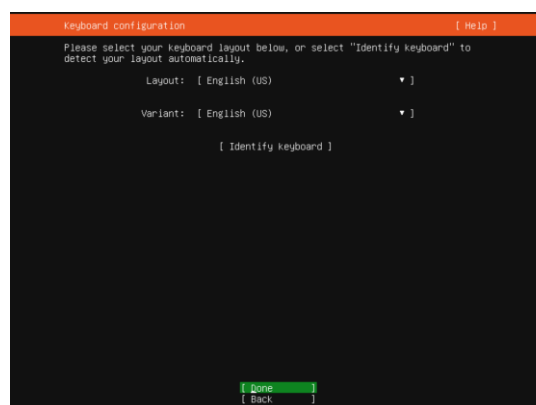 Keyboard configuration [ Help ]
Please select your keyboard layout below, or select "Identify keyboard" to
detect your layout automatically.
Layout: [ English (US) ▾ ]
Variant: [ English (US) ▾ ]
[ Identify keyboard ]
[ Done ]
[ Back ]